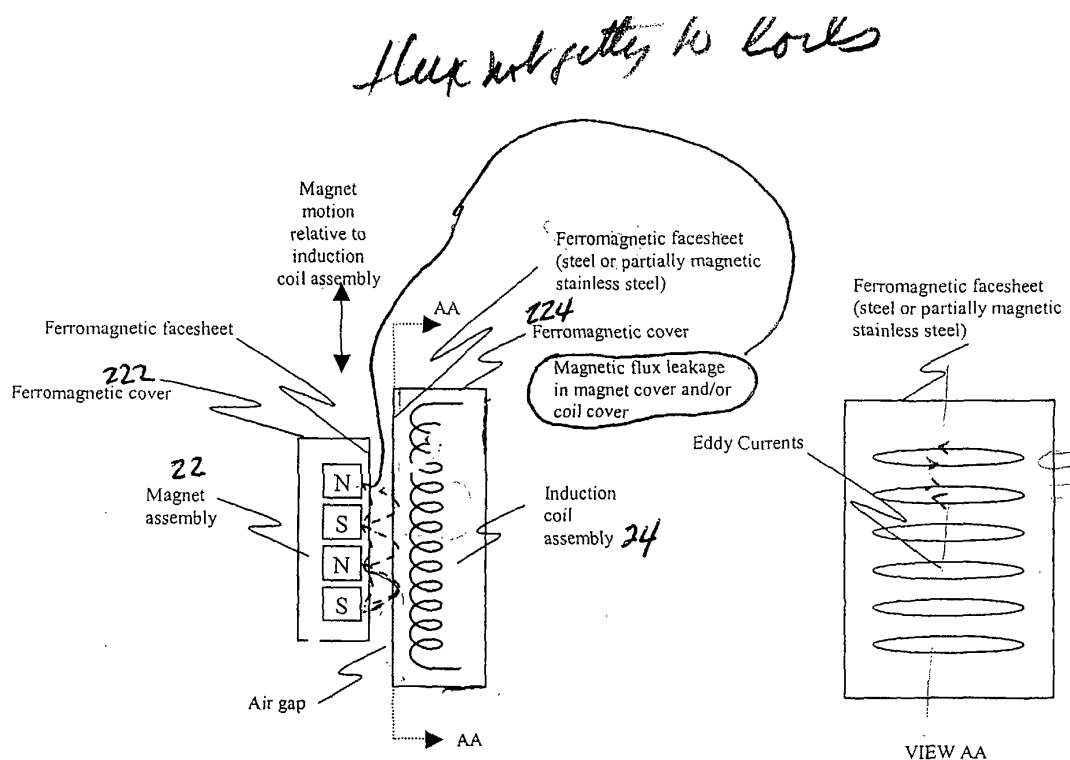 flux not getting to coils
Magnet
motion
relative to
induction
coil assembly
Ferromagnetic facesheet
(steel or partially magnetic
stainless steel)
AA
224
Ferromagnetic cover
Ferromagnetic facesheet
222
Ferromagnetic cover
Magnetic flux leakage
in magnet cover and/or
coil cover
22
Magnet
assembly
N
S
N
S
Induction
coil
assembly 24
Air gap
AA
Ferromagnetic facesheet
(steel or partially magnetic
stainless steel)
Eddy Currents
VIEW AA